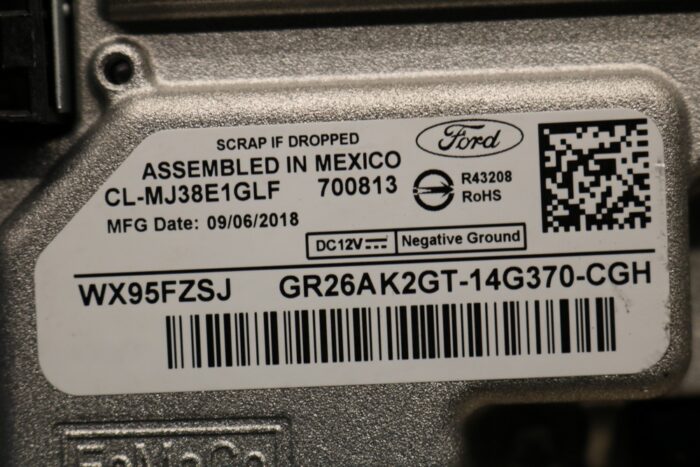 SCRAP IF DROPPED
Ford
ASSEMBLED IN MEXICO
CL-MJ38E1GLF 700813
R43208
RoHS
MFG Date: 09/06/2018
DC12V Negative Ground
WX95FZSJ GR26AK2GT-14G370-CGH
FoMoCo